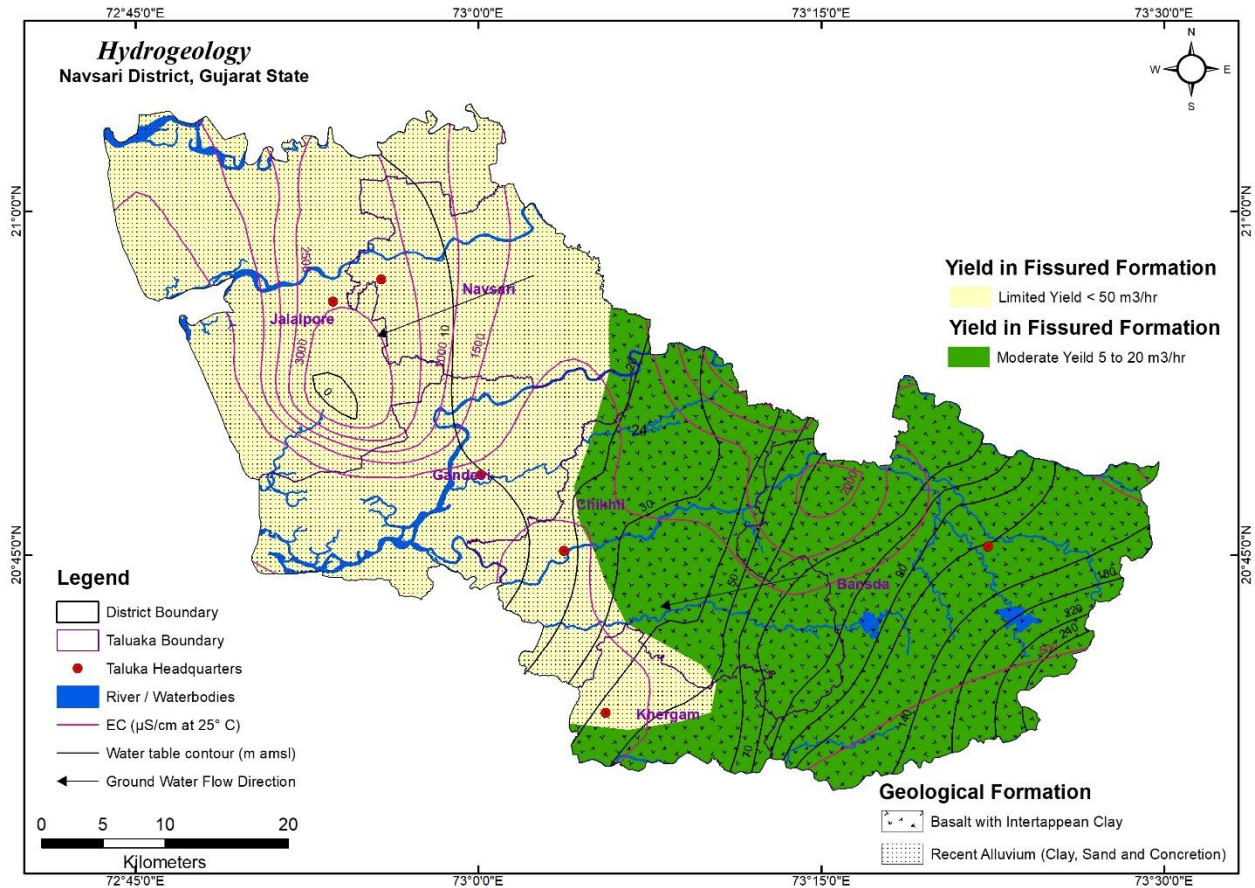 72°45'0"E
73°0'0"E
73°15'0"E
73°30'0"E
Hydrogeology
Navsari District, Gujarat State
N
W
E
S
21°0'0"N
21°0'0"N
20°45'0"N
20°45'0"N
Yield in Fissured Formation
Limited Yield < 50 m3/hr
Yield in Fissured Formation
Moderate Yeild 5 to 20 m3/hr
2500
Navsari
Jalalpore
10
3000
2000
1500
0
20
24
Gandevi
Chikhli
30
2000
50
90
Bansda
180
220
240
500
Khergam
70
140
Legend
District Boundary
Taluaka Boundary
Taluka Headquarters
River / Waterbodies
EC (µS/cm at 25° C)
Water table contour (m amsl)
Ground Water Flow Direction
0 5 10 20
Kilometers
Geological Formation
Basalt with Intertappean Clay
Recent Alluvium (Clay, Sand and Concretion)
72°45'0"E
73°0'0"E
73°15'0"E
73°30'0"E